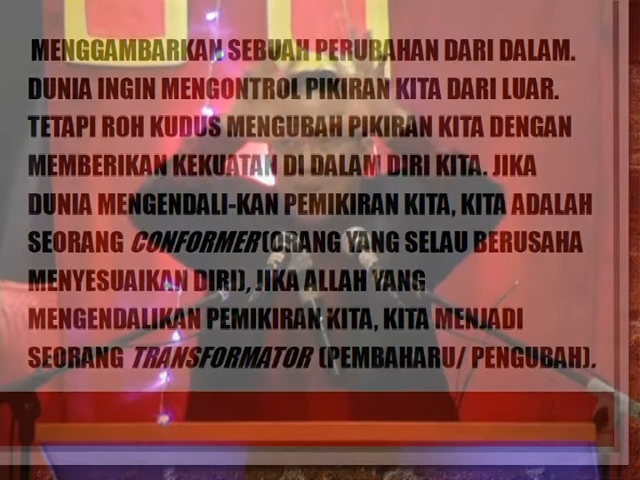 MENGGAMBARKAN SEBUAH PERUBAHAN DARI DALAM.
DUNIA INGIN MENGONTROL PIKIRAN KITA DARI LUAR.
TETAPI ROH KUDUS MENGUBAH PIKIRAN KITA DENGAN
MEMBERIKAN KEKUATAN DI DALAM DIRI KITA. JIKA
DUNIA MENGENDALI-KAN PEMIKIRAN KITA, KITA ADALAH
SEORANG CONFORMER(ORANG YANG SELAU BERUSAHA
MENYESUAIKAN DIRI), JIKA ALLAH YANG
MENGENDALIKAN PEMIKIRAN KITA, KITA MENJADI
SEORANG TRANSFORMATOR (PEMBAHARU/ PENGUBAH).